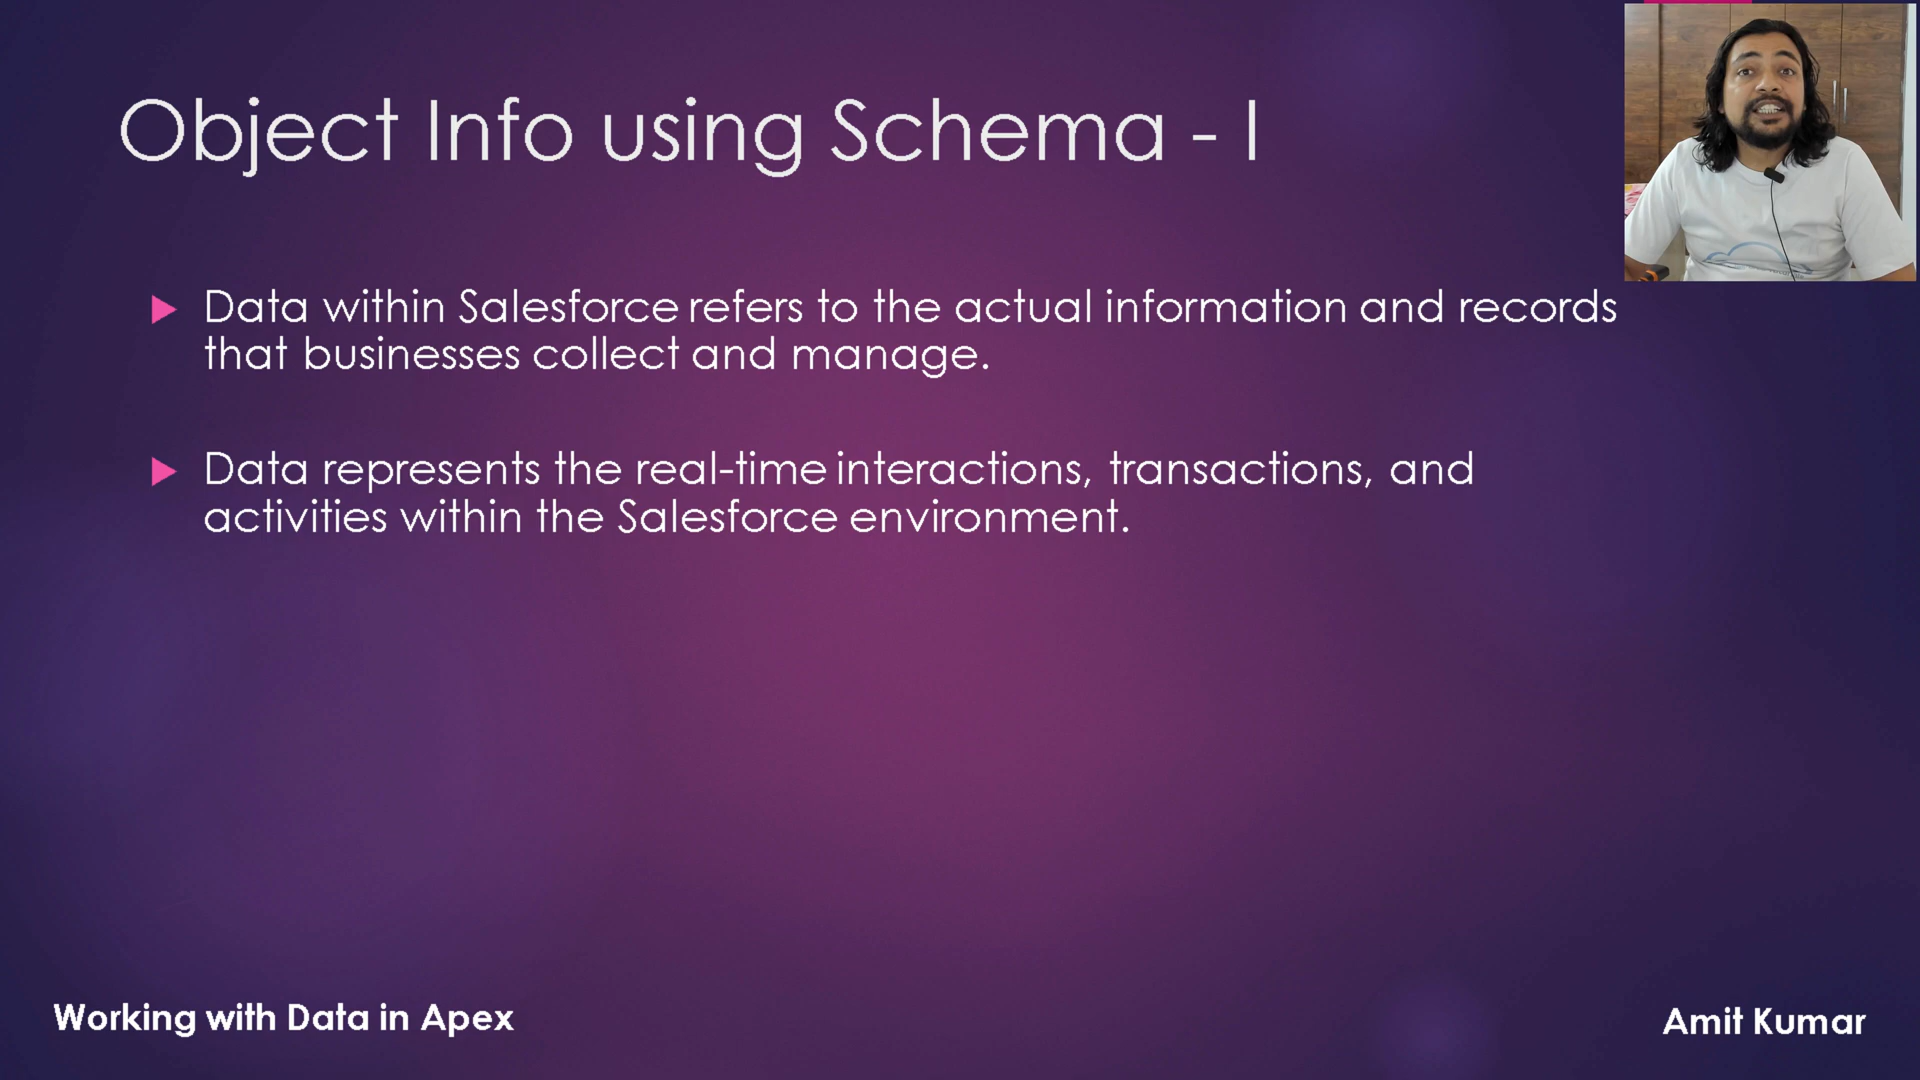 Object Info using Schema - I
Data within Salesforce refers to the actual information and records
that businesses collect and manage.
Data represents the real-time interactions, transactions, and
activities within the Salesforce environment.
Working with Data in Apex
Amit Kumar